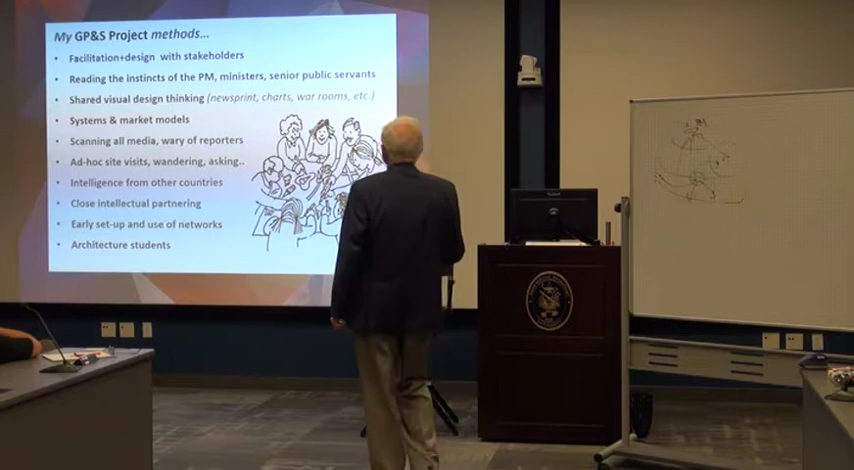 My GP&S Project methods...
• Facilitation+design with stakeholders
• Reading the instincts of the PM, ministers, senior public servants
• Shared visual design thinking (newsprint, charts, war rooms, etc.)
• Systems & market models
• Scanning all media, wary of reporters
• Ad-hoc site visits, wandering, asking..
• Intelligence from other countries
• Close intellectual partnering
• Early set-up and use of networks
• Architecture students